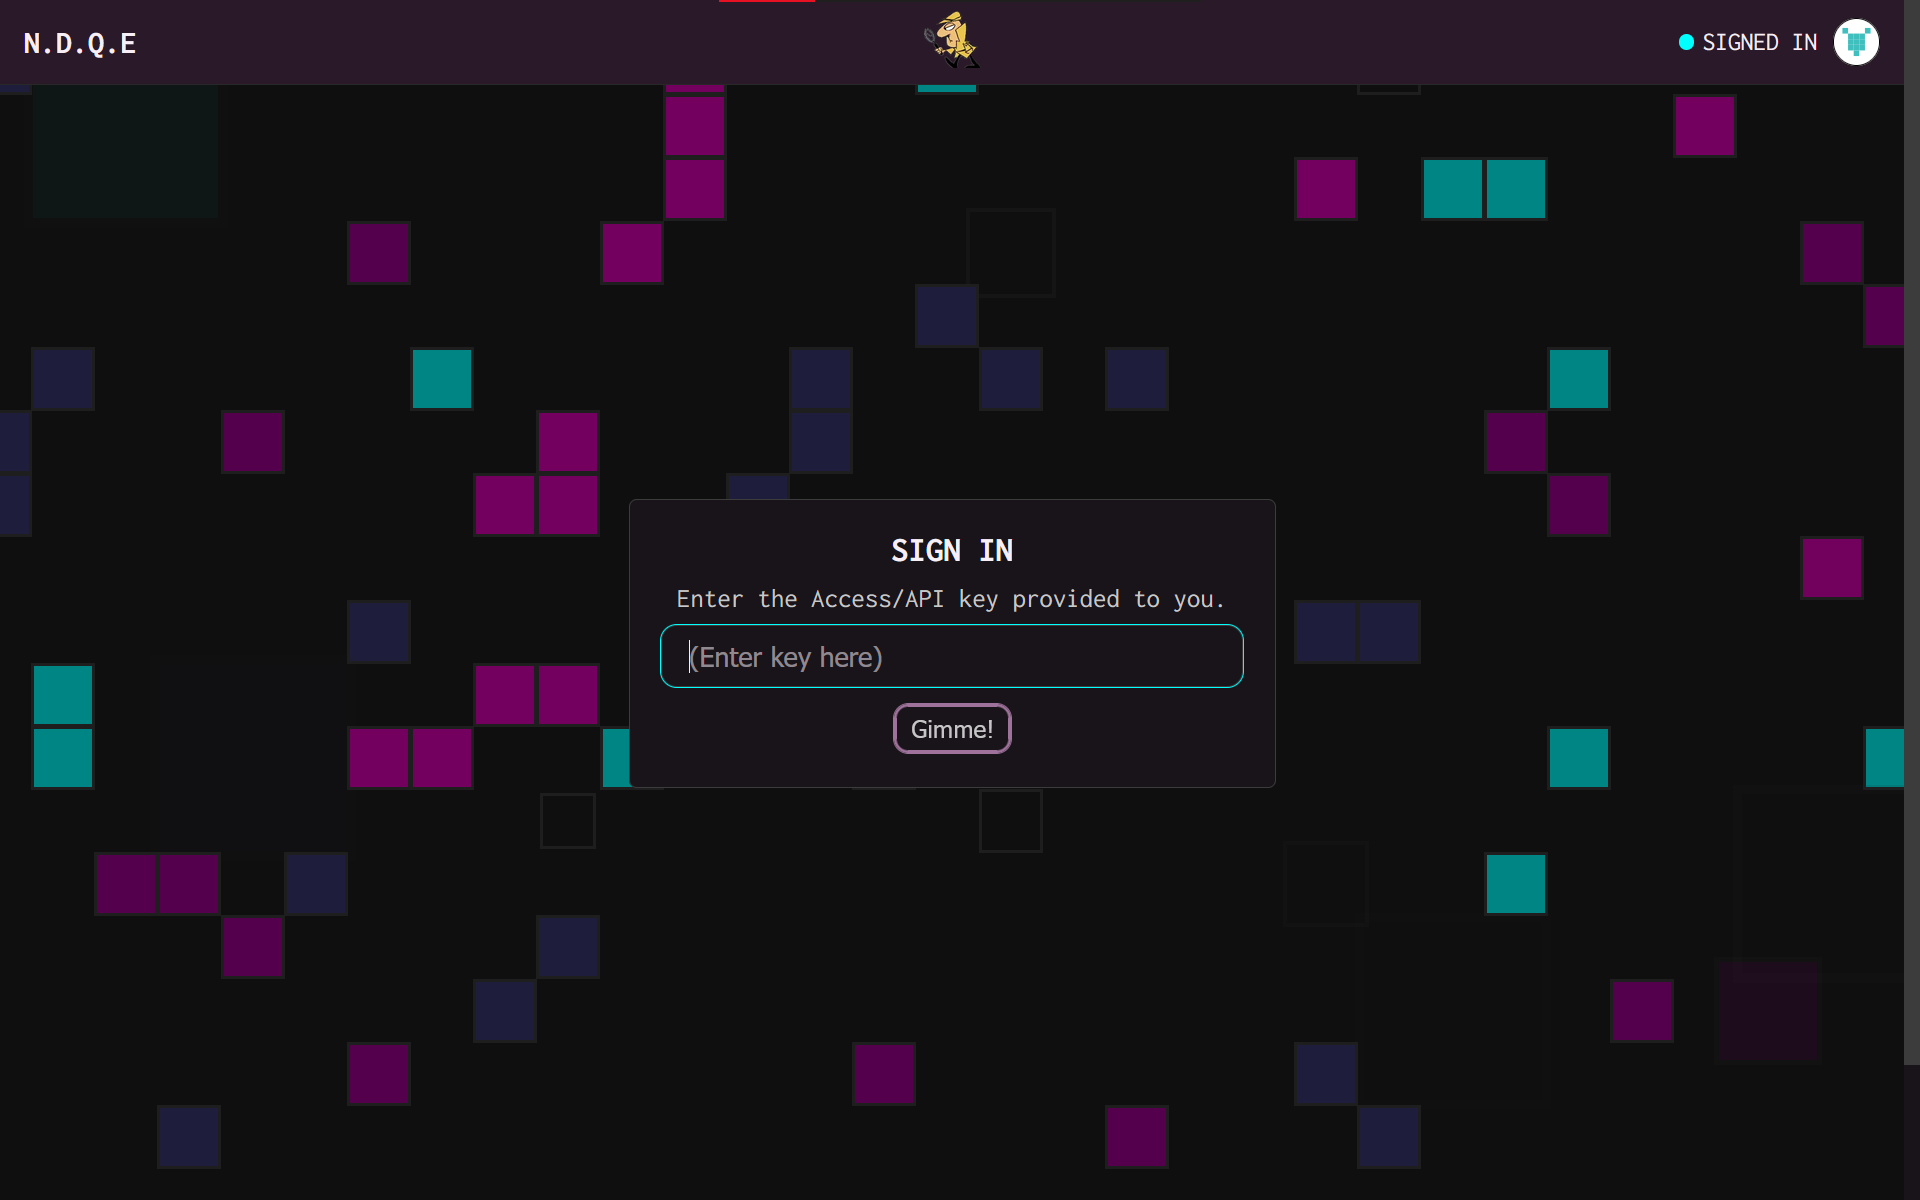 N.D.Q.E
SIGNED IN
SIGN IN
Enter the Access/API key provided to you.
(Enter key here)
Gimme!